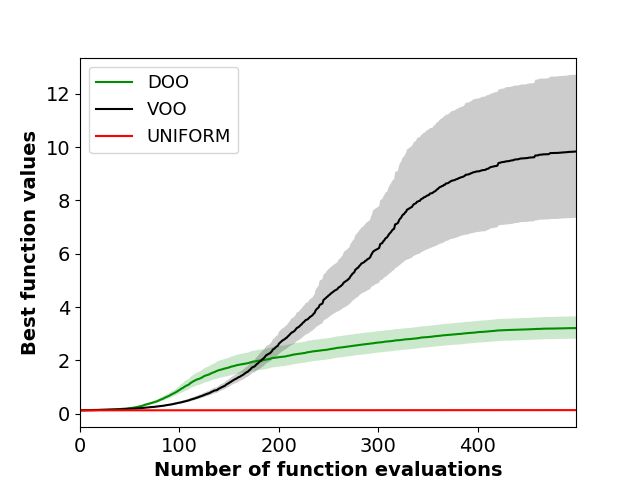 DOO
VOO
UNIFORM
12
10
8
6
4
2
0
Best function values
0 100 200 300 400
Number of function evaluations